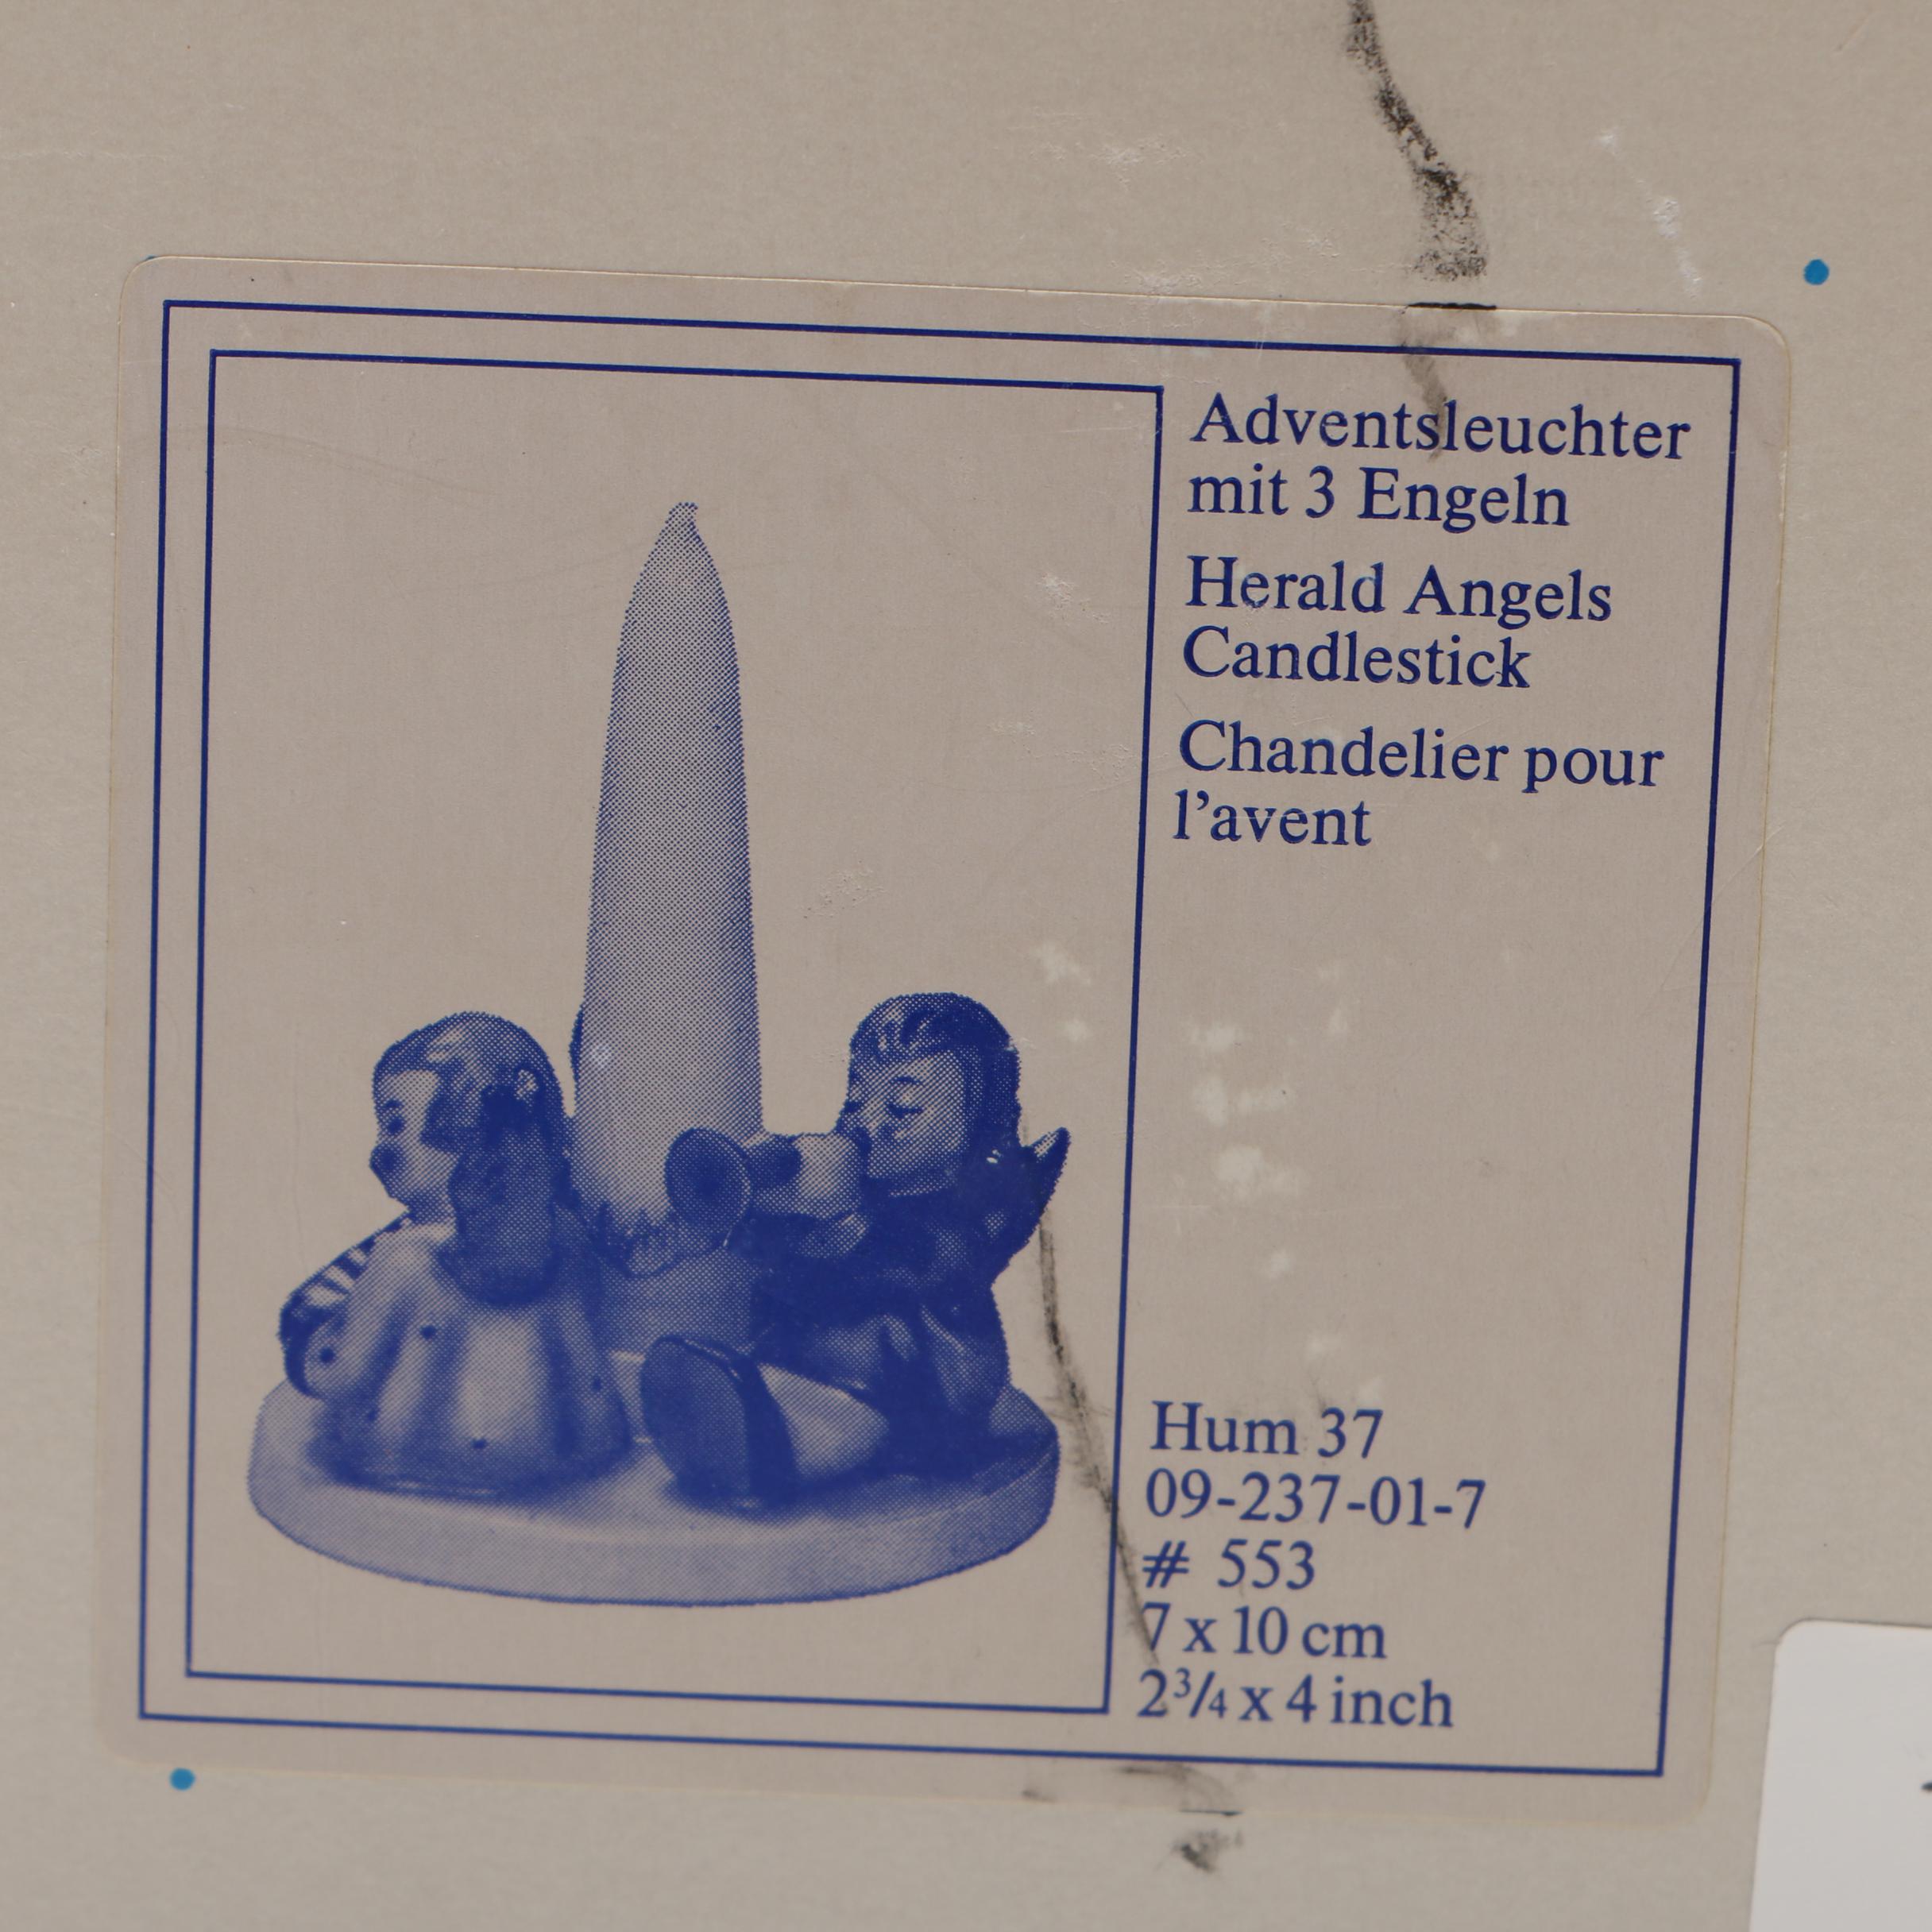 Adventsleuchter
mit 3 Engeln
Herald Angels
Candlestick
Chandelier pour
l’avent
Hum 37
09-237-01-7
# 553
7 x 10 cm
2¾ x 4 inch